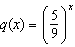 q(x) = (5/9)^x